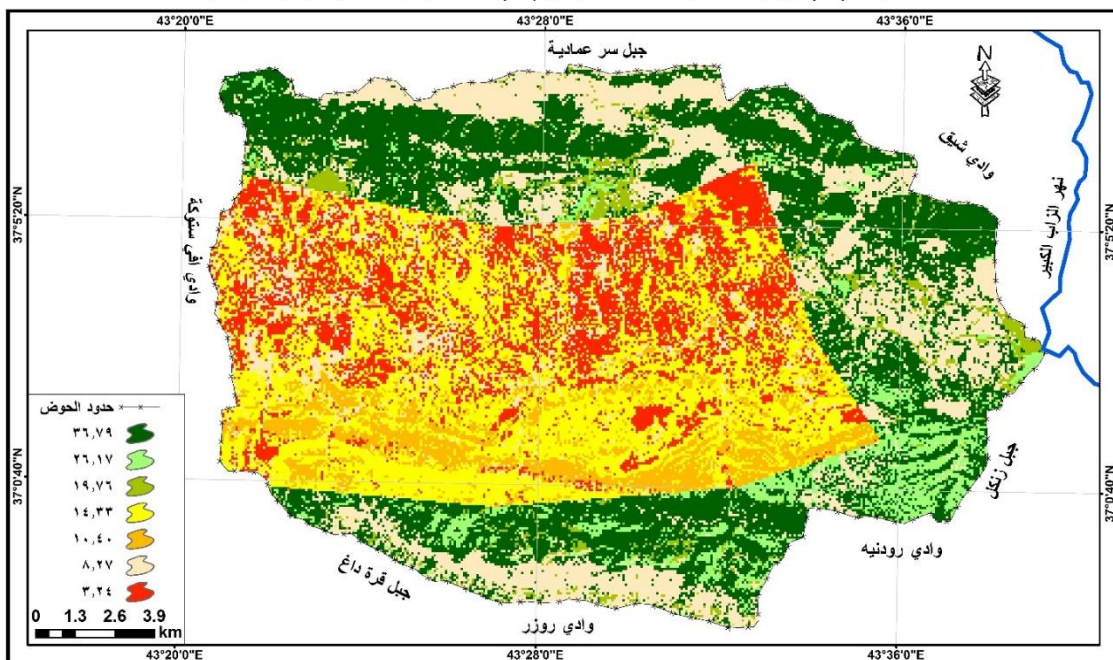 43°20'0"E
43°28'0"E
43°36'0"E
جبل سر عمادية
N
وادي شيق
نهر الزاب الكبير
37°5'20"N
37°5'20"N
وادي افي ستوكة
حدود الحوض
٣٦,٧٩
٢٦,١٧
١٩,٧٦
١٤,٣٣
١٠,٤٠
٨,٢٧
٣,٢٤
0 1.3 2.6 3.9
km
37°0'40"N
37°0'40"N
جبل زنكل
وادي رودنيه
جبل قرة داغ
وادي روزر
43°20'0"E
43°28'0"E
43°36'0"E